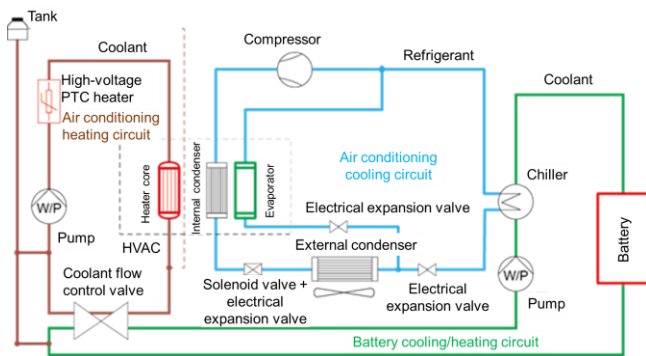 Tank
Coolant
High-voltage
PTC heater
Air conditioning
heating circuit
W/P
Pump
Coolant flow
control valve
Heater core
HVAC
Internal condenser
Evaporator
Compressor
Refrigerant
Air conditioning
cooling circuit
Electrical expansion valve
External condenser
Solenoid valve +
electrical
expansion valve
Electrical
expansion valve
Coolant
Chiller
W/P
Pump
Battery
Battery cooling/heating circuit